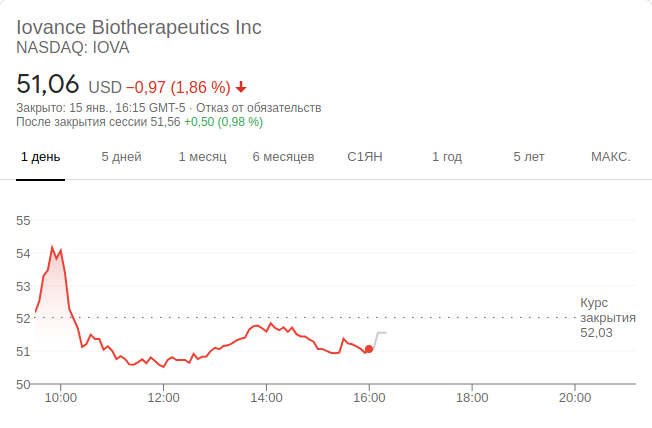 Iovance Biotherapeutics Inc
NASDAQ: IOVA
51,06 USD −0,97 (1,86 %)
Закрыто: 15 янв., 16:15 GMT-5 · Отказ от обязательств
После закрытия сессии 51,56 +0,50 (0,98 %)
1 день 5 дней 1 месяц 6 месяцев С1ЯН 1 год 5 лет МАКС.
55
54
53
52
51
50
Курс
закрытия
52,03
10:00 12:00 14:00 16:00 18:00 20:00